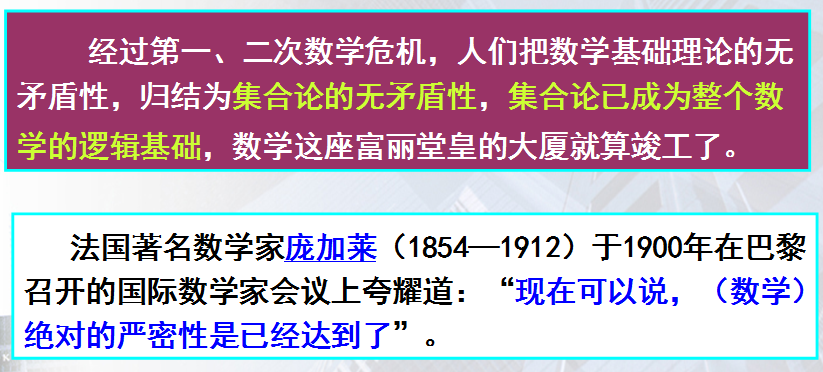 经过第一、二次数学危机，人们把数学基础理论的无
矛盾性，归结为集合论的无矛盾性，集合论已成为整个数
学的逻辑基础，数学这座富丽堂皇的大厦就算竣工了。
法国著名数学家庞加莱（1854—1912）于1900年在巴黎
召开的国际数学家会议上夸耀道：“现在可以说，（数学）
绝对的严密性是已经达到了”。